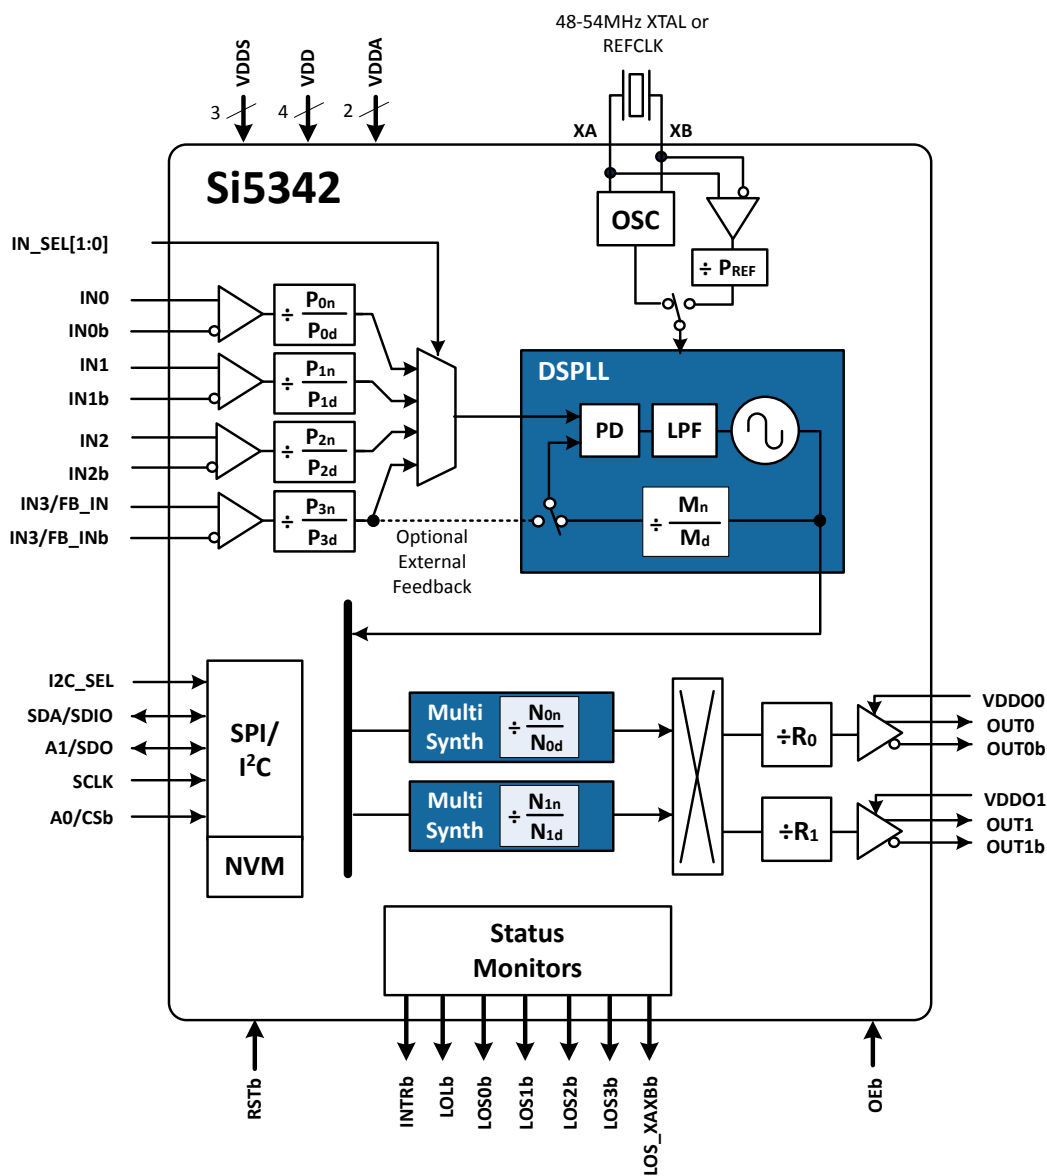 48-54MHz XTAL or
REFCLK
VDDS
VDD
VDDA
3
4
2
XA
XB
Si5342
OSC
÷ PREF
IN_SEL[1:0]
IN0
IN0b
÷ P0n
P0d
IN1
IN1b
÷ P1n
P1d
IN2
IN2b
÷ P2n
P2d
IN3/FB_IN
IN3/FB_INb
÷ P3n
P3d
Optional
External
Feedback
DSPLL
PD
LPF
÷ Mn
Md
I2C_SEL
SDA/SDIO
A1/SDO
SCLK
A0/CSb
SPI/
I²C
NVM
Multi
Synth
÷ N0n
N0d
Multi
Synth
÷ N1n
N1d
÷R0
÷R1
VDDO0
OUT0
OUT0b
VDDO1
OUT1
OUT1b
Status
Monitors
RSTb
INTRb
LOLb
LOS0b
LOS1b
LOS2b
LOS3b
LOS_XAXBb
OEb